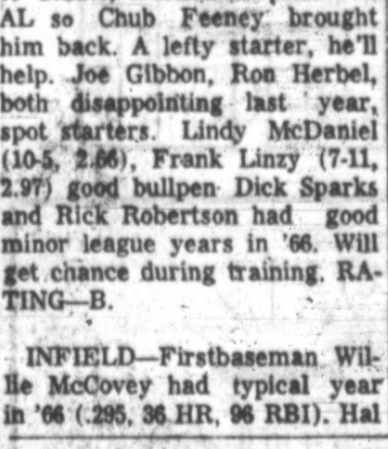 AL so Chub Feeney brought
him back. A lefty starter, he'll
help. Joe Gibbon, Ron Herbel,
both disappointing last year,
spot starters. Lindy McDaniel
(10-5, 2.66), Frank Linzy (7-11,
2.97) good bullpen Dick Sparks
and Rick Robertson had good
minor league years in '66. Will
get chance during training. RA-
TING—B.
INFIELD—Firstbaseman Wil-
lie McCovey had typical year
in '66 (.295, 36 HR, 96 RBI). Hal